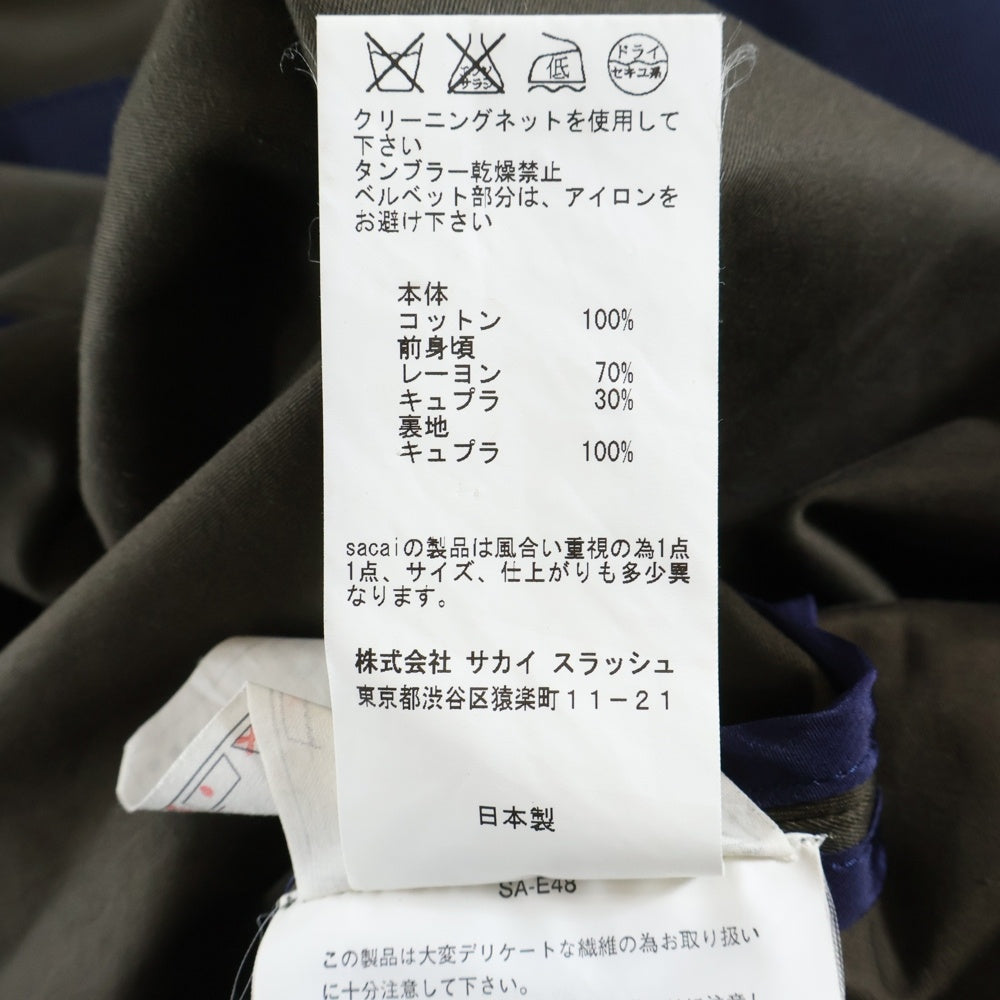 低
ドライ
セキユ系
クリーニングネットを使用して
下さい
タンブラー乾燥禁止
ベルベット部分は、アイロンを
お避け下さい
本体
コットン 100%
前身頃
レーヨン 70%
キュプラ 30%
裏地
キュプラ 100%
sacaiの製品は風合い重視の為1点
1点、サイズ、仕上がりも多少異
なります。
株式会社 サカイ スラッシュ
東京都渋谷区猿楽町11-21
日本製
SA-E48
この製品は大変デリケートな繊維の為お取り扱い
に十分注意して下さい。